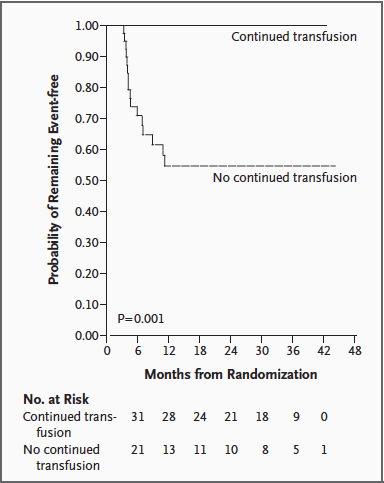 1.00
Continued transfusion
0.90
0.80
0.70
0.60
0.50
No continued transfusion
0.40
0.30
0.20
0.10
P=0.001
0.00
Probability of Remaining Event-free
0 6 12 18 24 30 36 42 48
Months from Randomization
No. at Risk
Continued trans- 31 28 24 21 18 9 0
fusion
No continued 21 13 11 10 8 5 1
transfusion